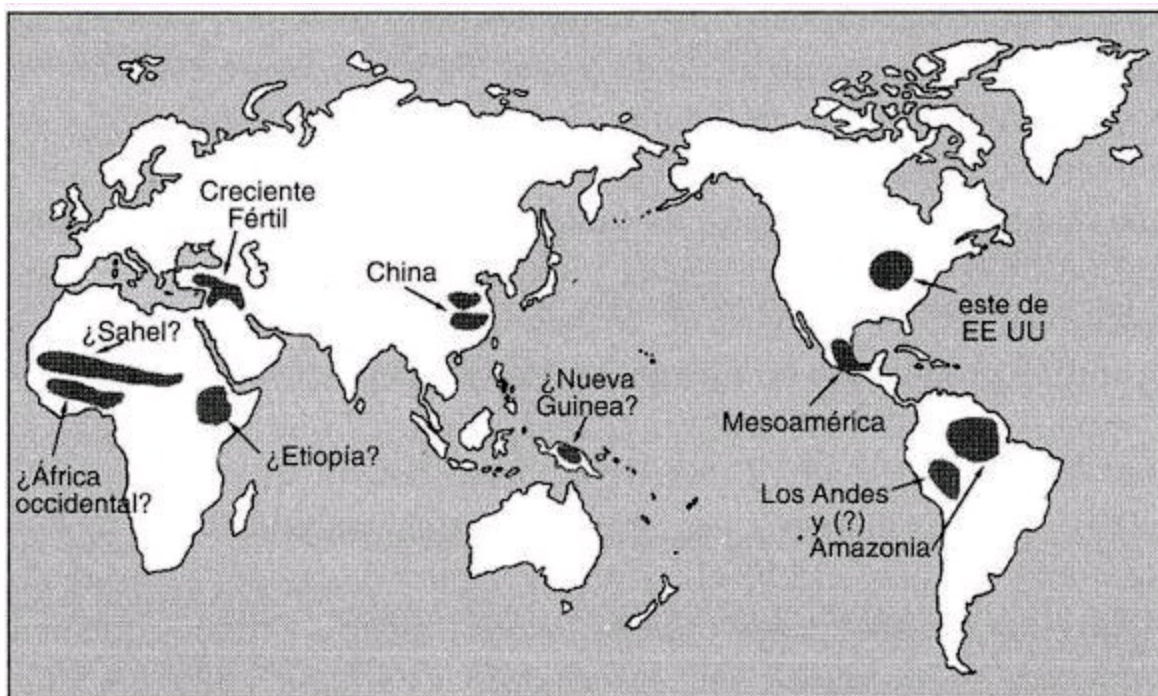 Creciente
Fértil
China
¿Sahel?
¿Nueva
Guinea?
este de
EE UU
Mesoamérica
¿Etiopía?
¿África
occidental?
Los Andes
y (?)
Amazonia